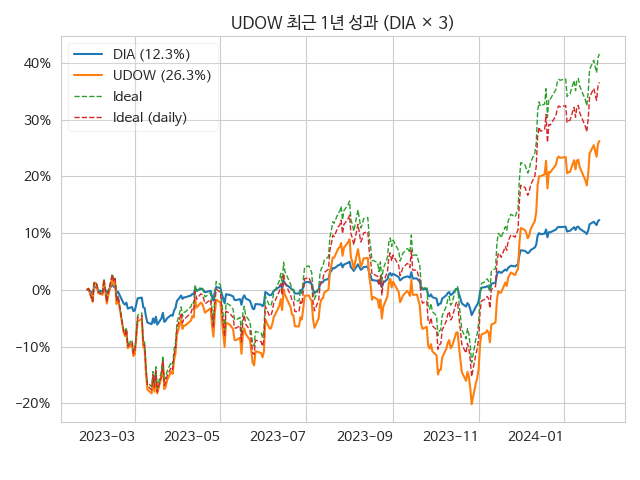 UDOW 최근 1년 성과 (DIA × 3)
DIA (12.3%)
UDOW (26.3%)
Ideal
Ideal (daily)
40%
30%
20%
10%
0%
−10%
−20%
2023−03 2023−05 2023−07 2023−09 2023−11 2024−01